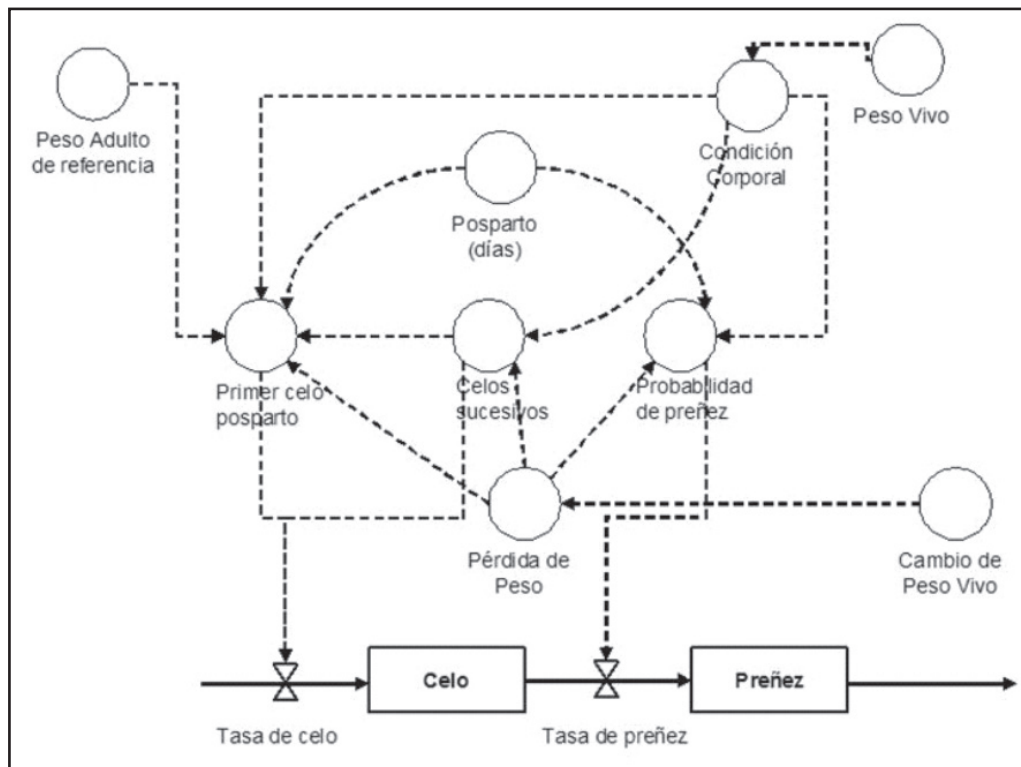 Peso Adulto
de referencia
Peso Vivo
Condición
Corporal
Posparto
(días)
Primer celo
posparto
Celos
sucesivos
Probabilidad
de preñez
Pérdida de
Peso
Cambio de
Peso Vivo
Celo
Preñez
Tasa de celo
Tasa de preñez